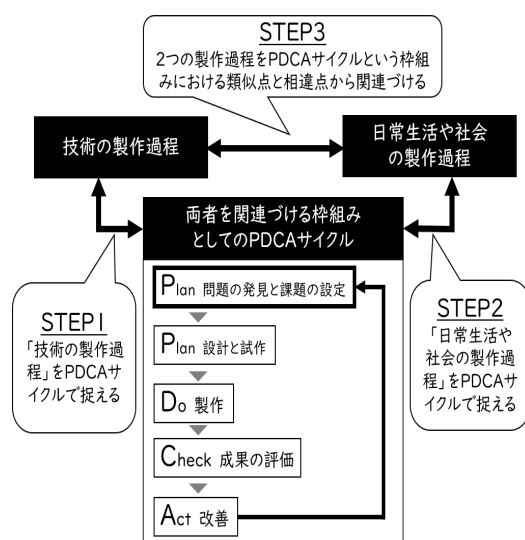 STEP3
2つの製作過程をPDCAサイクルという枠組
みにおける類似点と相違点から関連づける
技術の製作過程
日常生活や社会
の製作過程
両者を関連づける枠組み
としてのPDCAサイクル
STEP1
「技術の製作過
程」をPDCAサ
イクルで捉える
Plan 問題の発見と課題の設定
Plan 設計と試作
Do 製作
Check 成果の評価
Act 改善
STEP2
「日常生活や
社会の製作過
程」をPDCAサ
イクルで捉える